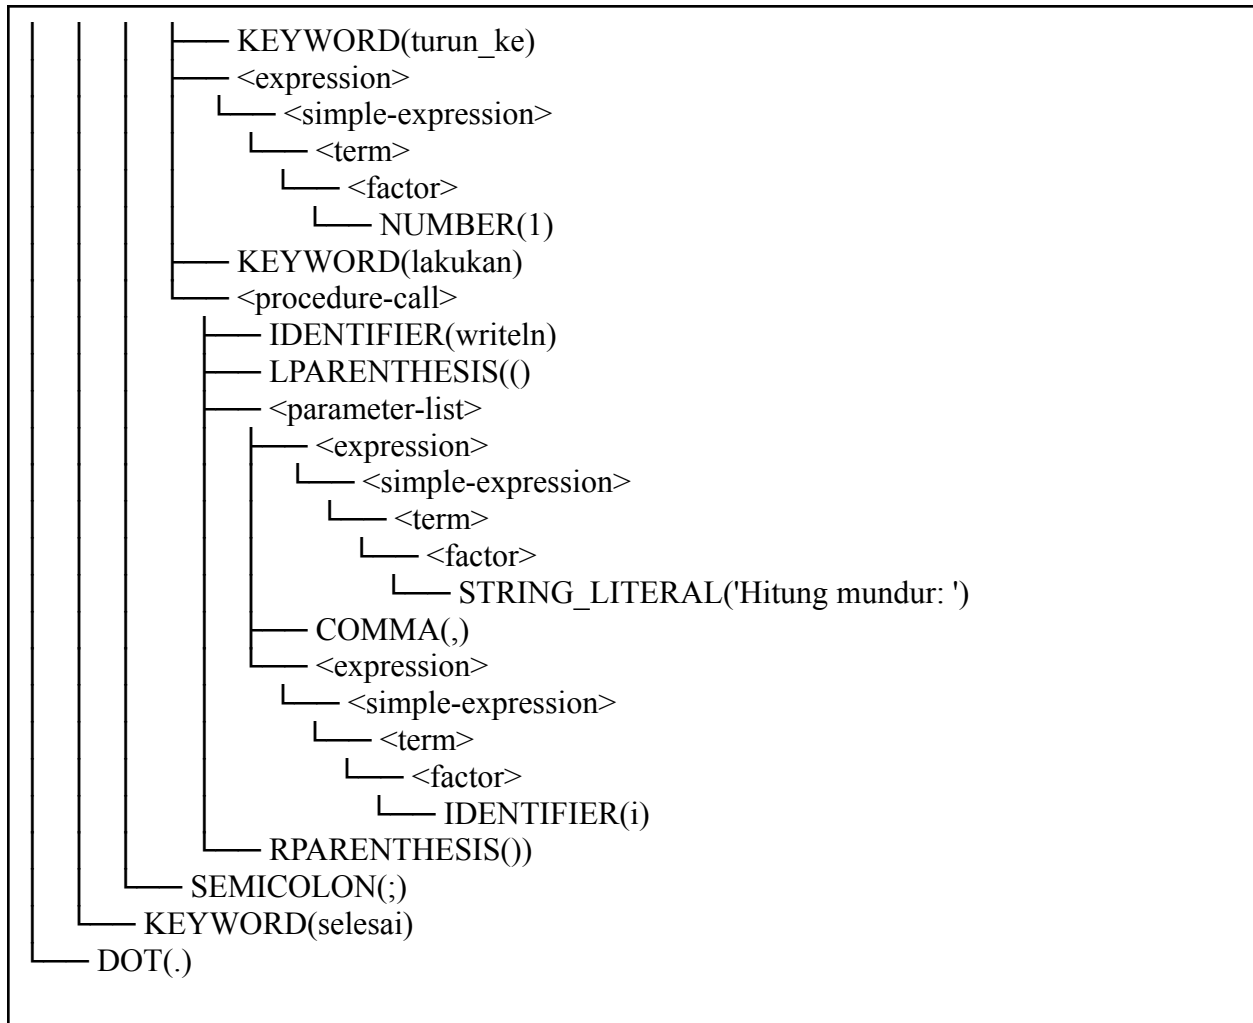 KEYWORD(turun_ke)
<expression>
<simple-expression>
<term>
<factor>
NUMBER(1)
KEYWORD(lakukan)
<procedure-call>
IDENTIFIER(writeln)
LPARENTHESIS(()
<parameter-list>
<expression>
<simple-expression>
<term>
<factor>
STRING_LITERAL('Hitung mundur: ')
COMMA(,)
<expression>
<simple-expression>
<term>
<factor>
IDENTIFIER(i)
RPARENTHESIS())
SEMICOLON(;)
KEYWORD(selesai)
DOT(.)